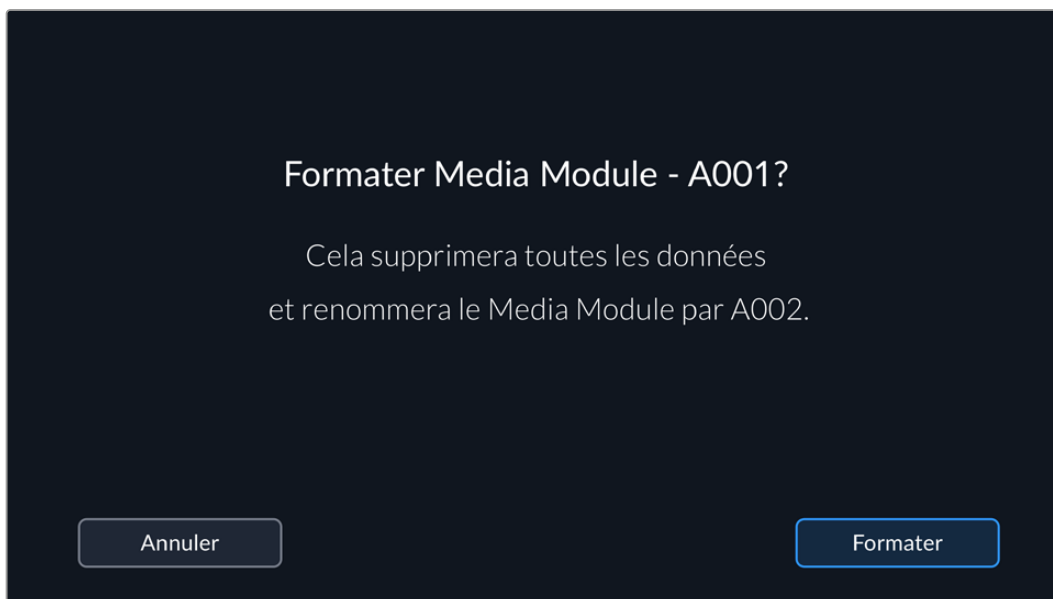 Formater Media Module - A001?
Cela supprimera toutes les données
et renommera le Media Module par A002.
Annuler
Formater